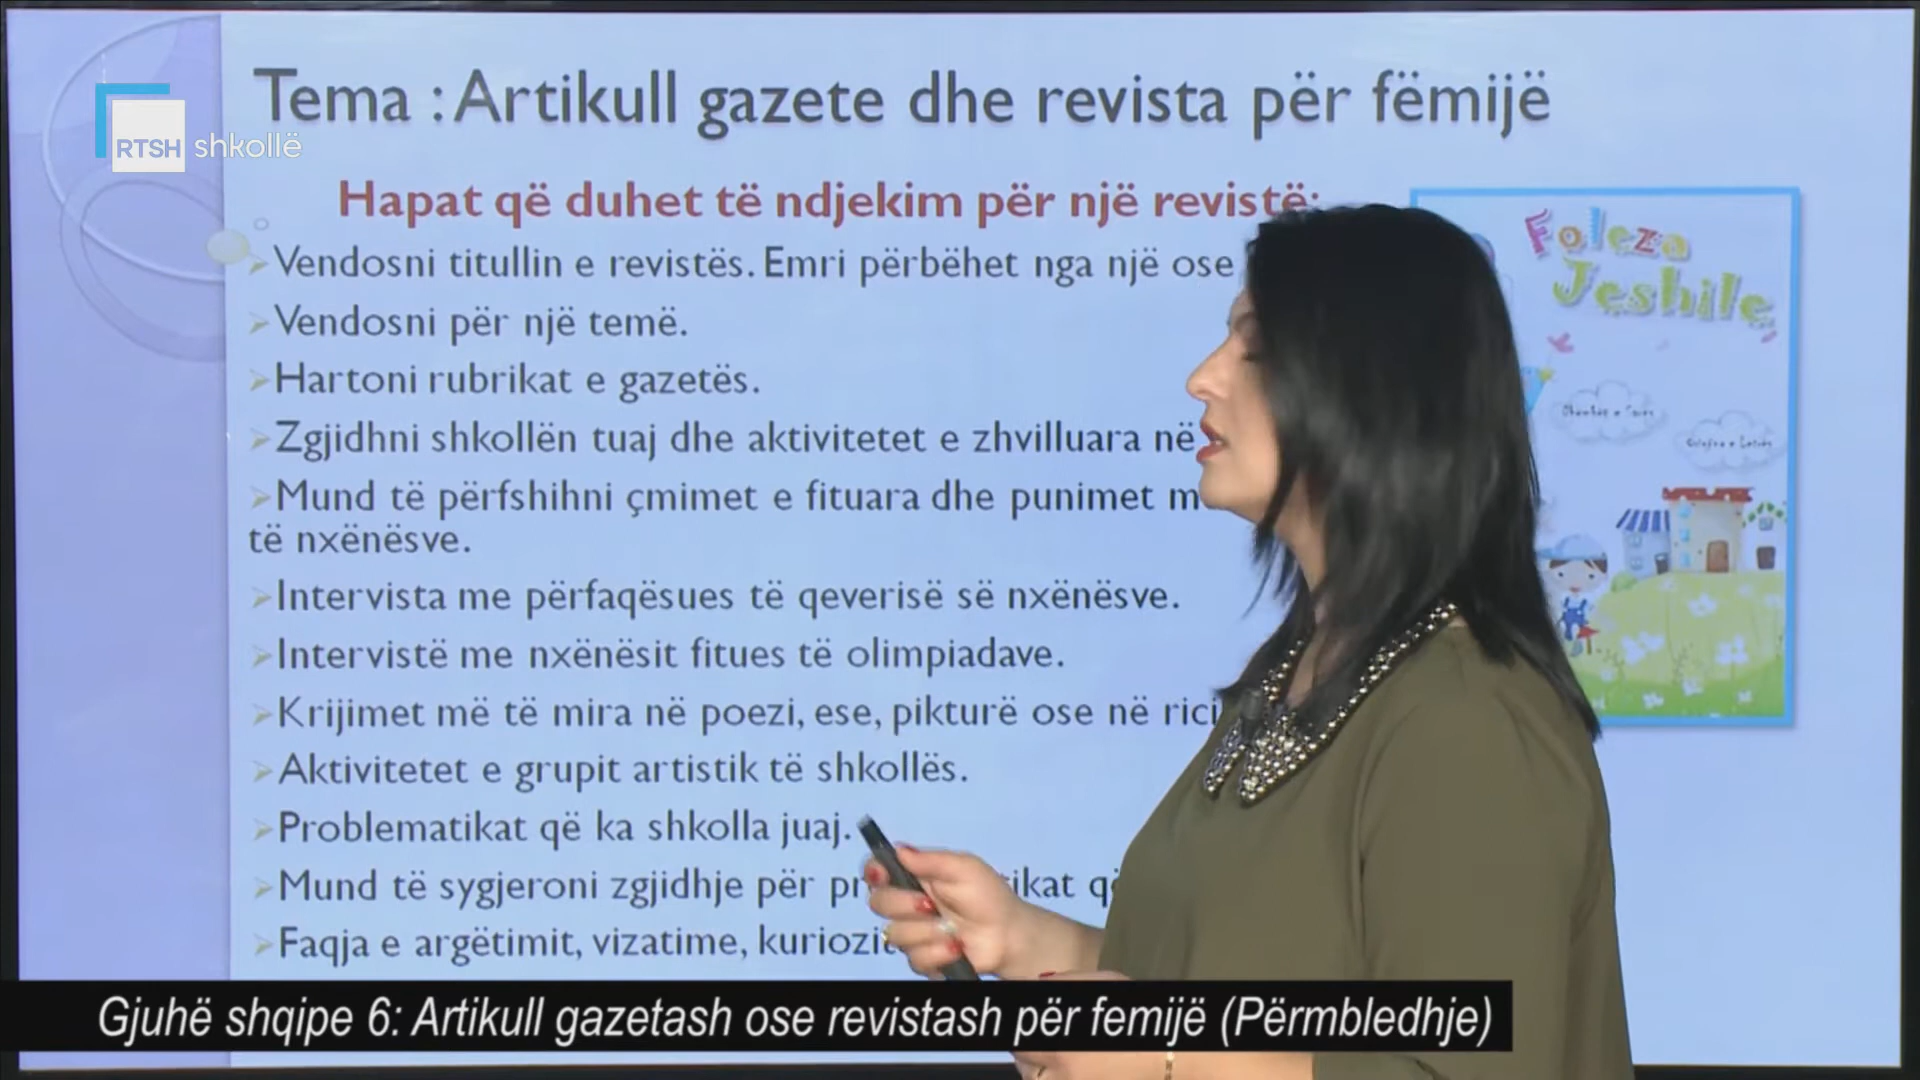 RTSH shkollë
Tema : Artikull gazete dhe revista për fëmijë
Hapat që duhet të ndjekim për një revistë:
Vendosni titullin e revistës. Emri përbëhet nga një ose
Vendosni për një temë.
Hartoni rubrikat e gazetës.
Zgjidhni shkollën tuaj dhe aktivitetet e zhvilluara në
Mund të përfshihni çmimet e fituara dhe punimet
të nxënësve.
Intervista me përfaqësues të qeverisë së nxënësve.
Intervistë me nxënësit fitues të olimpiadave.
Krijimet më të mira në poezi, ese, pikturë ose në
Aktivitetet e grupit artistik të shkollës.
Problematikat që ka shkolla juaj.
Mund të sygjeroni zgjidhje për
Faqja e argëtimit, vizatime,
Foleza
Jeshile
Gjuhë shqipe 6: Artikull gazetash ose revistash për femijë (Përmbledhje)